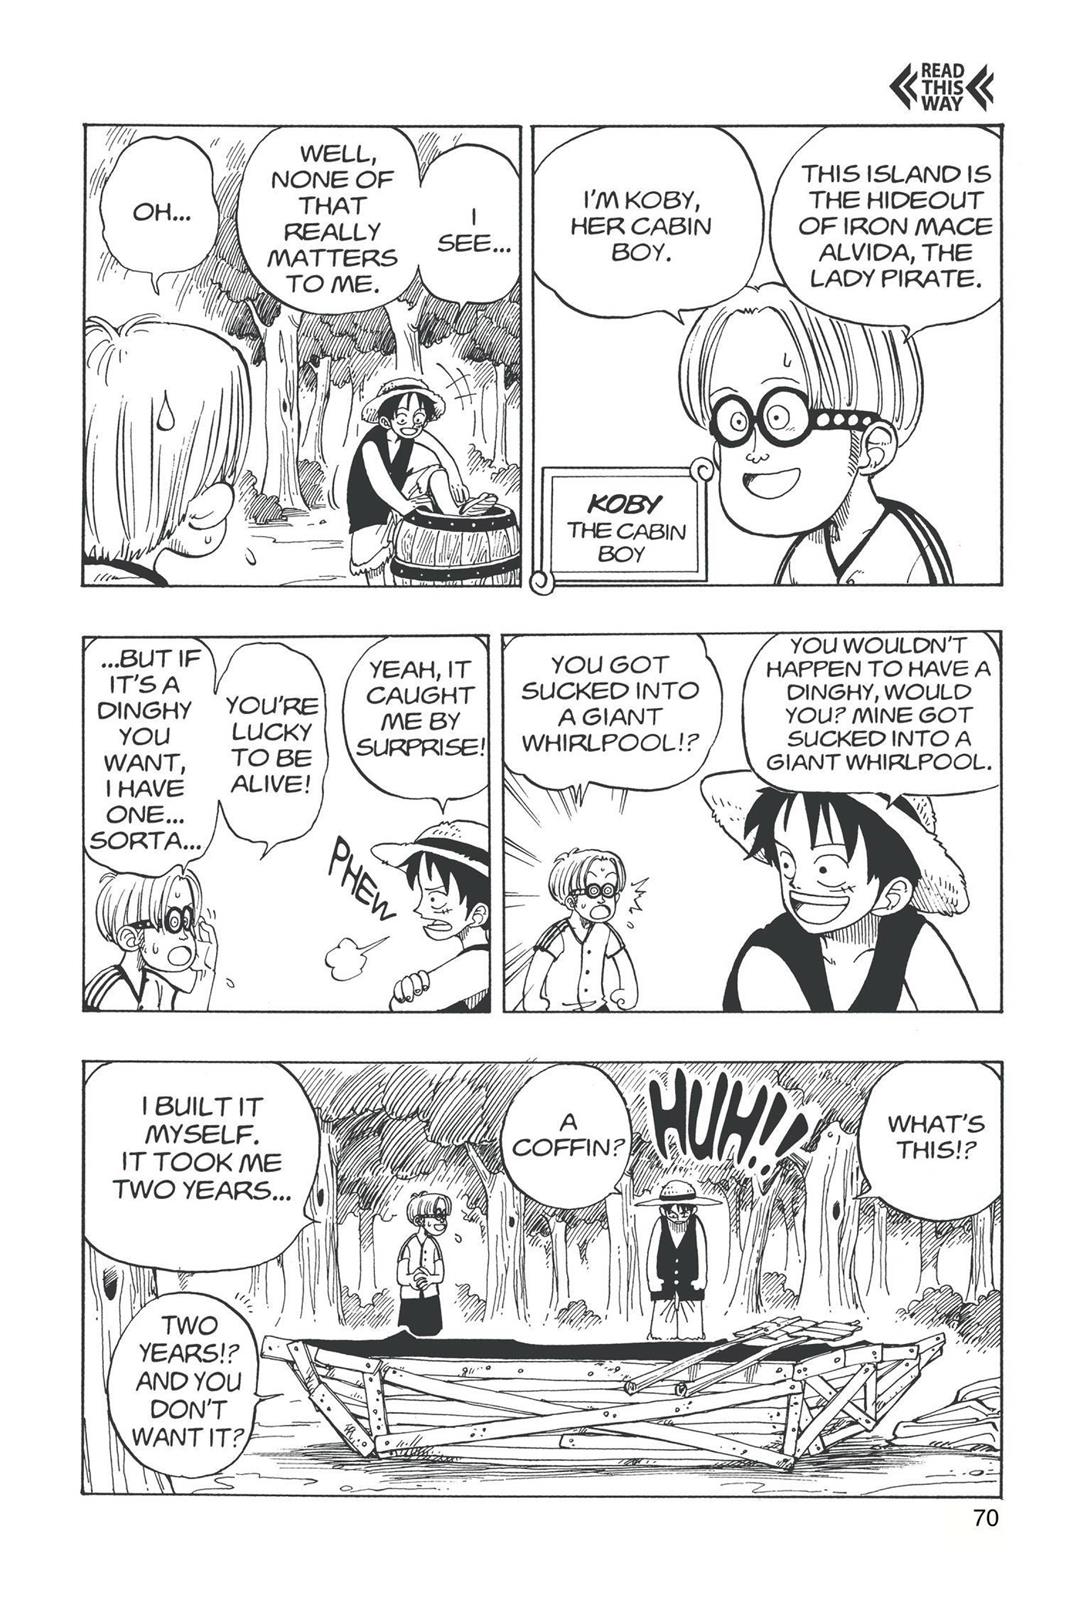 READ
THIS
WAY
THIS ISLAND IS
THE HIDEOUT
OF IRON MACE
ALVIDA, THE
LADY PIRATE.
I'M KOBY,
HER CABIN
BOY.
KOBY
THE CABIN
BOY
I
SEE...
WELL,
NONE OF
THAT
REALLY
MATTERS
TO ME.
OH...
YOU WOULDN'T
HAPPEN TO HAVE A
DINGHY, WOULD
YOU? MINE GOT
SUCKED INTO A
GIANT WHIRLPOOL.
YOU GOT
SUCKED INTO
A GIANT
WHIRLPOOL!?
YEAH, IT
CAUGHT
ME BY
SURPRISE!
PHEW
YOU'RE
LUCKY
TO BE
ALIVE!
...BUT IF
IT'S A
DINGHY
YOU
WANT,
I HAVE
ONE...
SORTA...
WHAT'S
THIS!?
HUH!!
A
COFFIN?
I BUILT IT
MYSELF.
IT TOOK ME
TWO YEARS...
TWO
YEARS!?
AND YOU
DON'T
WANT IT?
70